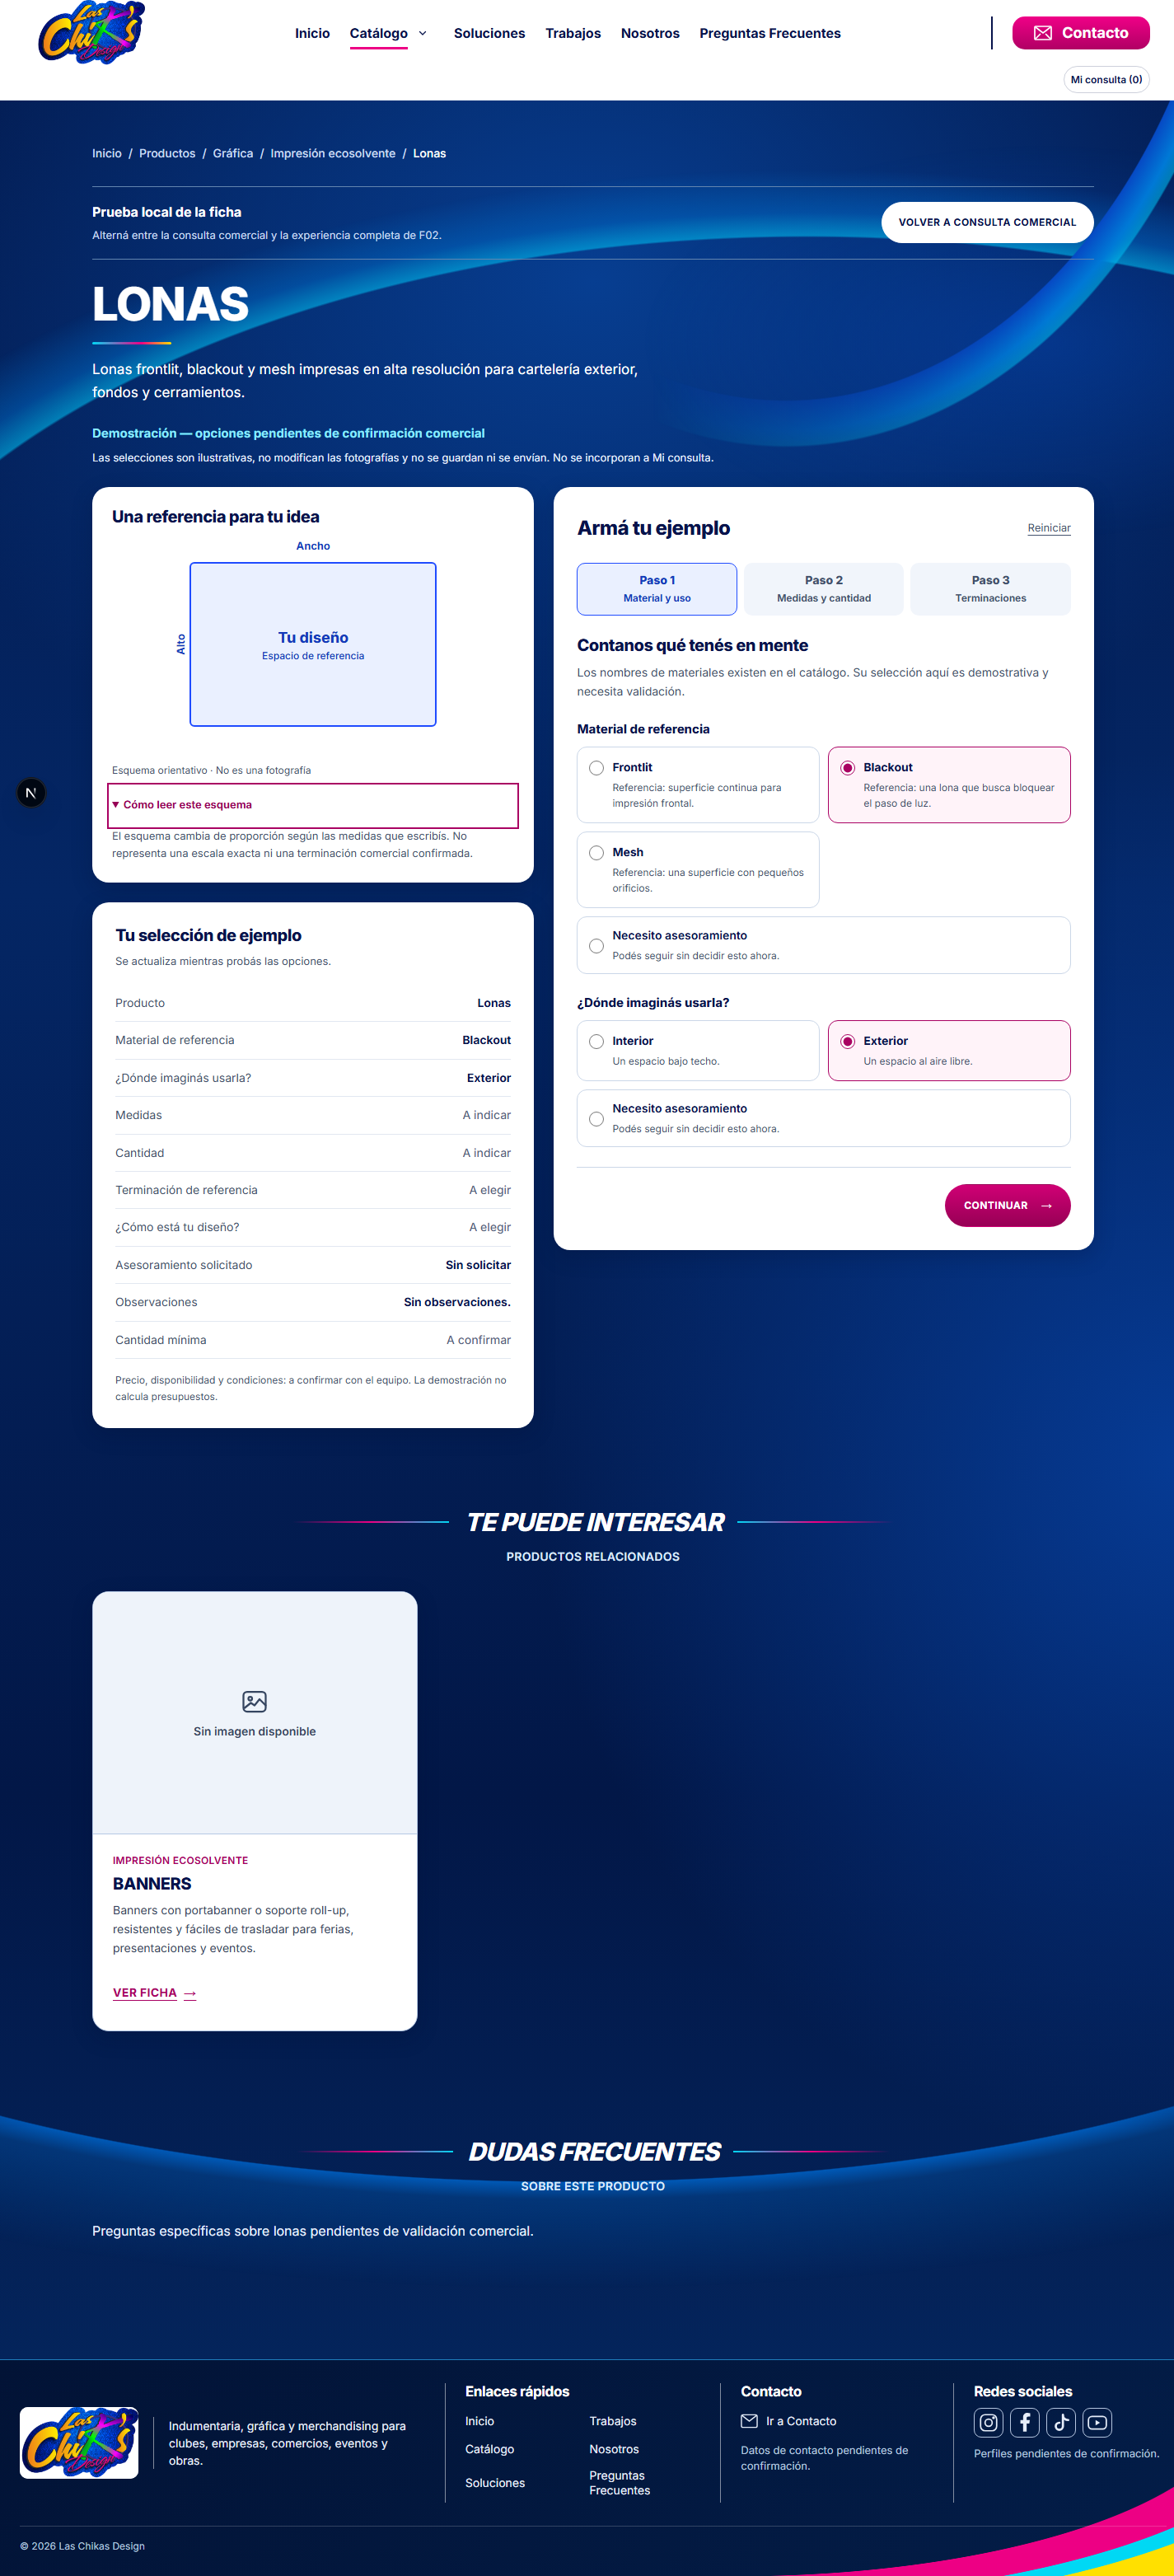 Las
Chikas
Design
Inicio
Catálogo
Soluciones
Trabajos
Nosotros
Preguntas Frecuentes
Contacto
Mi consulta (0)
Inicio / Productos / Gráfica / Impresión ecosolvente / Lonas
Prueba local de la ficha
Alterná entre la consulta comercial y la experiencia completa de F02.
VOLVER A CONSULTA COMERCIAL
LONAS
Lonas frontlit, blackout y mesh impresas en alta resolución para cartelería exterior,
fondos y cerramientos.
Demostración — opciones pendientes de confirmación comercial
Las selecciones son ilustrativas, no modifican las fotografías y no se guardan ni se envían. No se incorporan a Mi consulta.
Una referencia para tu idea
Ancho
Alto
Tu diseño
Espacio de referencia
Esquema orientativo · No es una fotografía
▼ Cómo leer este esquema
El esquema cambia de proporción según las medidas que escribís. No
representa una escala exacta ni una terminación comercial confirmada.
Tu selección de ejemplo
Se actualiza mientras probás las opciones.
Producto Lonas
Material de referencia Blackout
¿Dónde imaginás usarla? Exterior
Medidas A indicar
Cantidad A indicar
Terminación de referencia A elegir
¿Cómo está tu diseño? A elegir
Asesoramiento solicitado Sin solicitar
Observaciones Sin observaciones.
Cantidad mínima A confirmar
Precio, disponibilidad y condiciones: a confirmar con el equipo. La demostración no
calcula presupuestos.
Armá tu ejemplo
Reiniciar
Paso 1
Material y uso
Paso 2
Medidas y cantidad
Paso 3
Terminaciones
Contanos qué tenés en mente
Los nombres de materiales existen en el catálogo. Su selección aquí es demostrativa y
necesita validación.
Material de referencia
Frontlit
Referencia: superficie continua para
impresión frontal.
Blackout
Referencia: una lona que busca bloquear
el paso de luz.
Mesh
Referencia: una superficie con pequeños
orificios.
Necesito asesoramiento
Podés seguir sin decidir esto ahora.
¿Dónde imaginás usarla?
Interior
Un espacio bajo techo.
Exterior
Un espacio al aire libre.
Necesito asesoramiento
Podés seguir sin decidir esto ahora.
CONTINUAR →
N
TE PUEDE INTERESAR
PRODUCTOS RELACIONADOS
Sin imagen disponible
IMPRESIÓN ECOSOLVENTE
BANNERS
Banners con portabanner o soporte roll-up,
resistentes y fáciles de trasladar para ferias,
presentaciones y eventos.
VER FICHA →
DUDAS FRECUENTES
SOBRE ESTE PRODUCTO
Preguntas específicas sobre lonas pendientes de validación comercial.
Las
Chikas
Design
Indumentaria, gráfica y merchandising para
clubes, empresas, comercios, eventos y
obras.
Enlaces rápidos
Inicio
Trabajos
Catálogo
Nosotros
Soluciones
Preguntas
Frecuentes
Contacto
Ir a Contacto
Datos de contacto pendientes de
confirmación.
Redes sociales
Perfiles pendientes de confirmación.
© 2026 Las Chikas Design